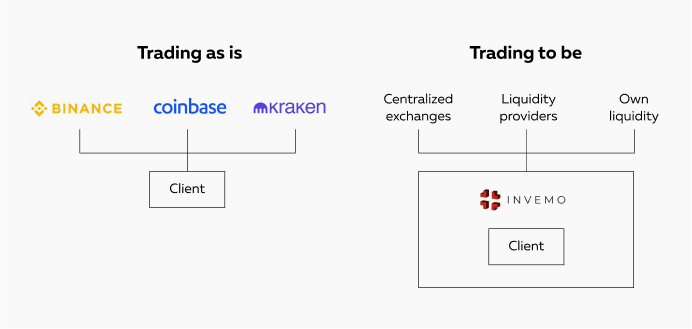 Trading as is
BINANCE
coinbase
kraken
Client
Trading to be
Centralized
exchanges
Liquidity
providers
Own
liquidity
INVEMO
Client